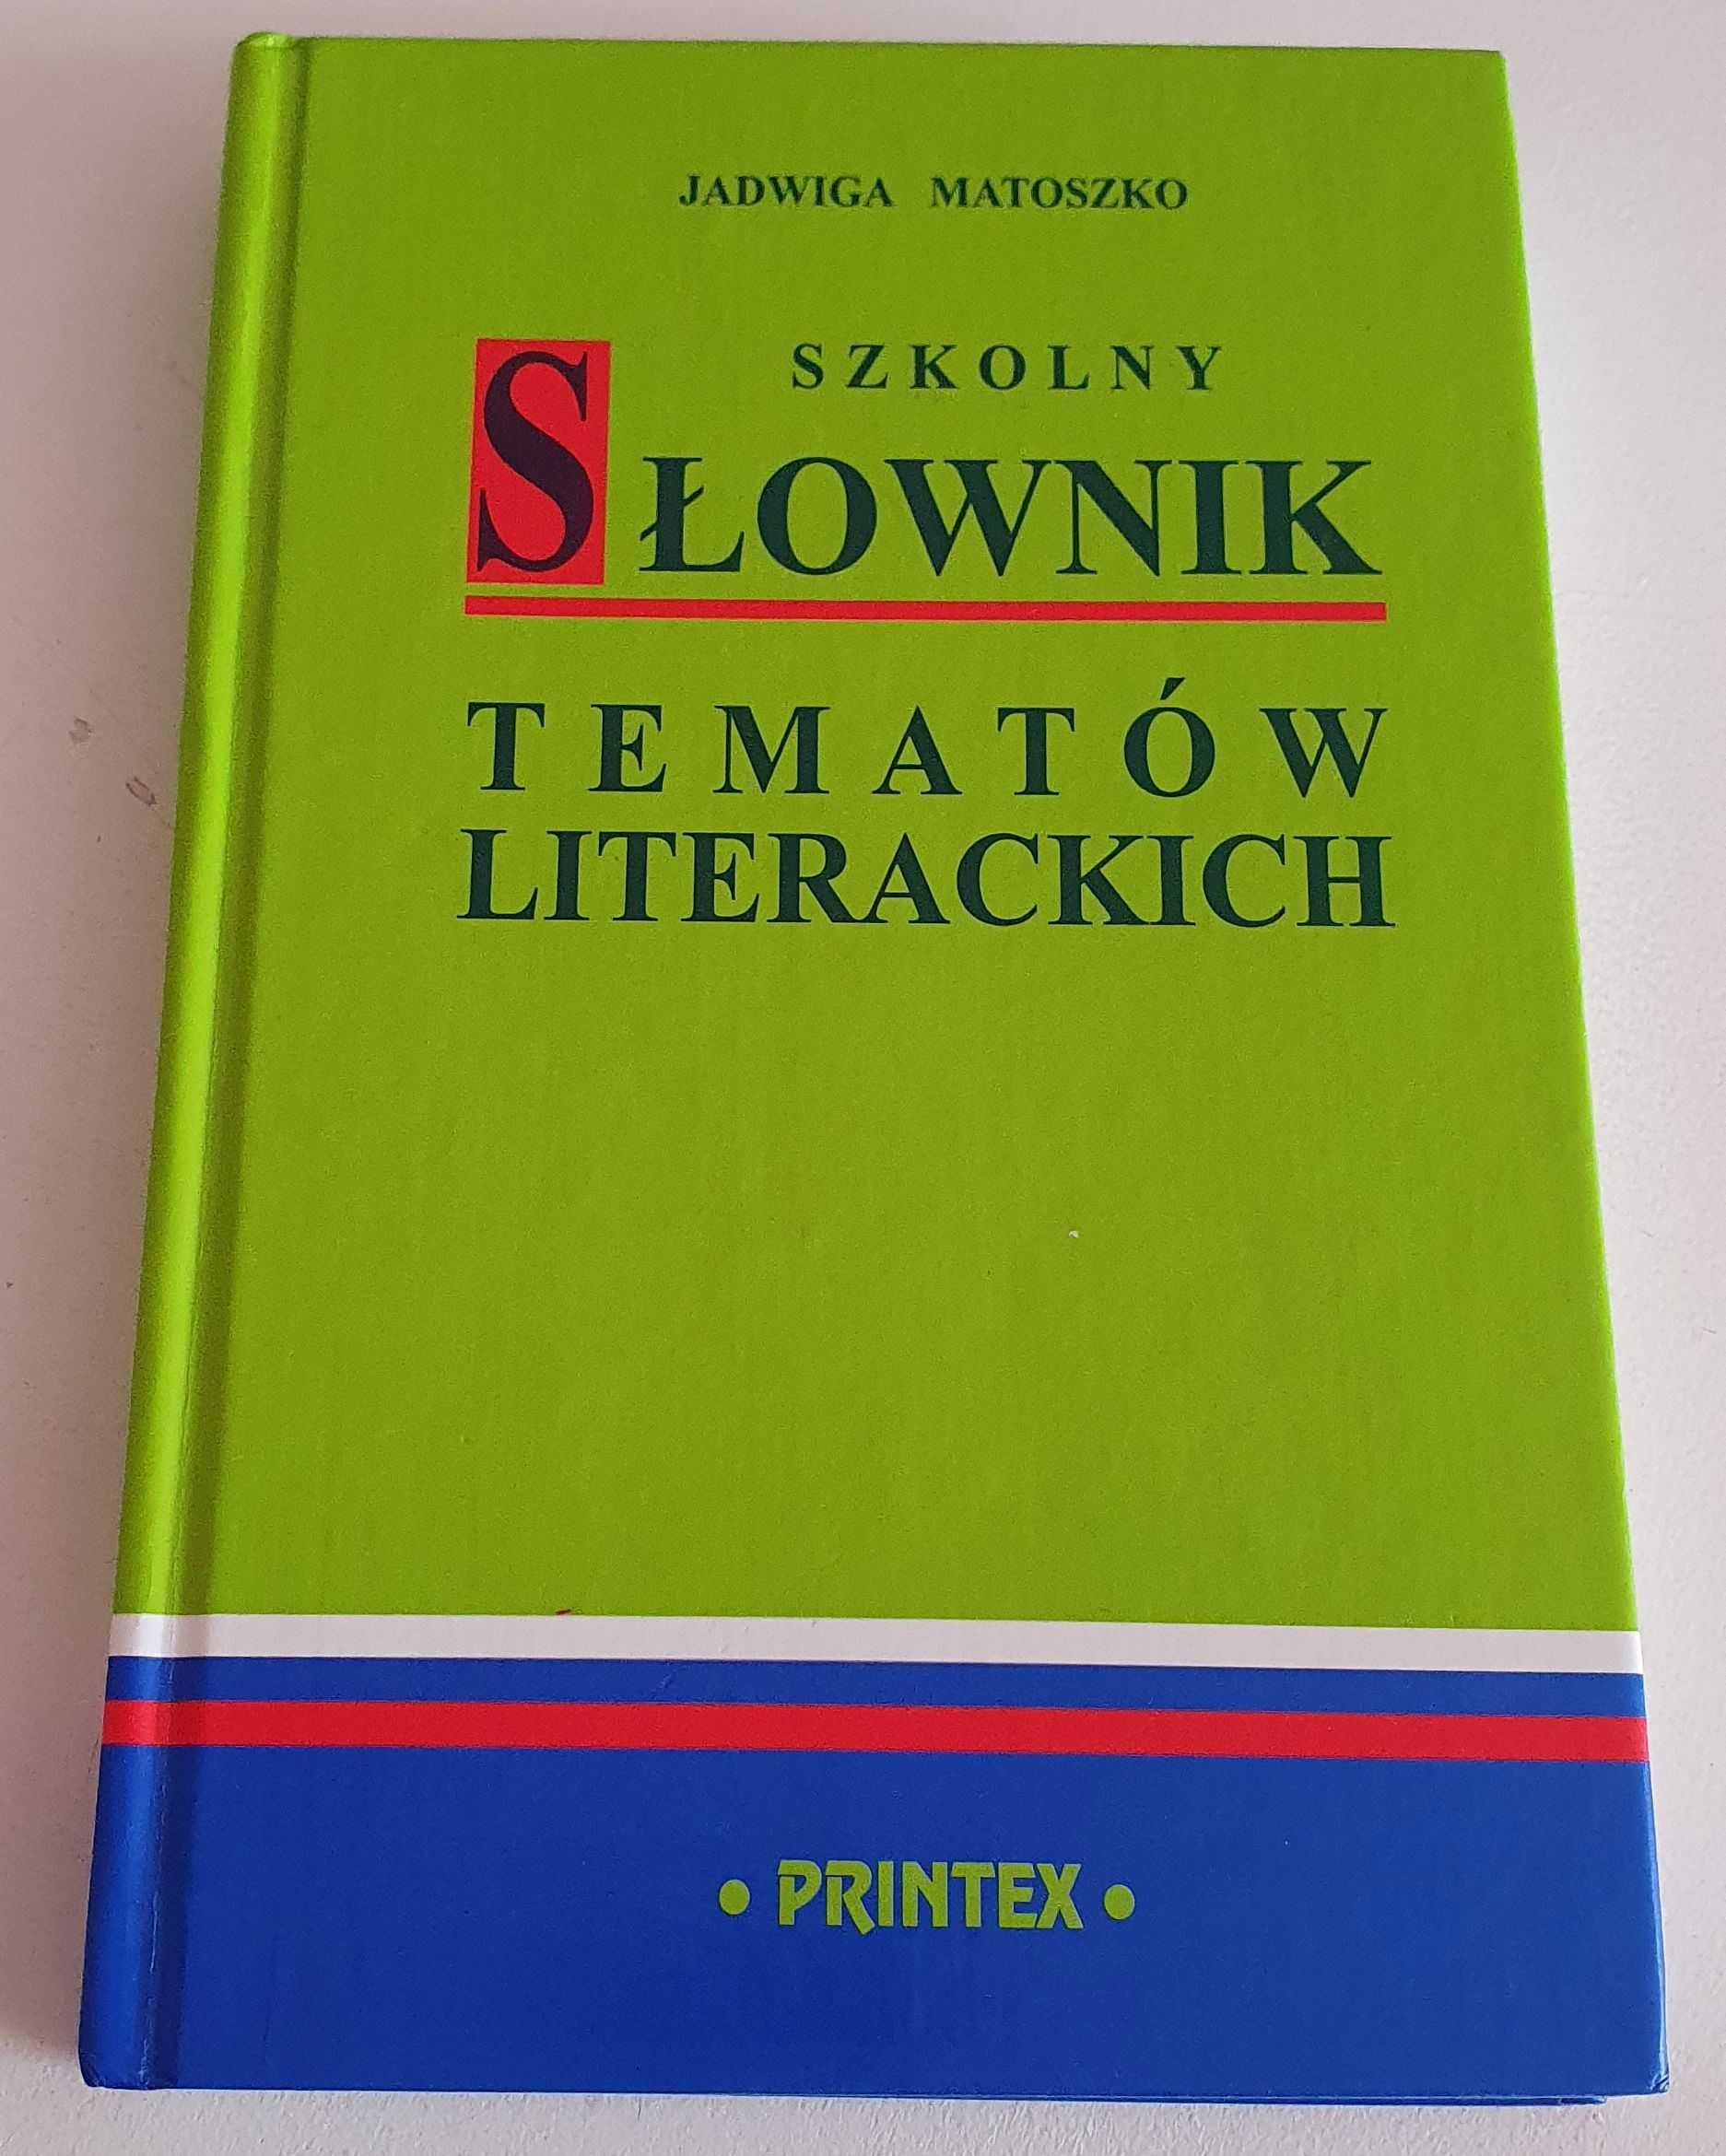 JADWIGA MATOSZKO
SZKOLNY
SŁOWNIK
TEMATÓW
LITERACKICH
• PRINTEX •